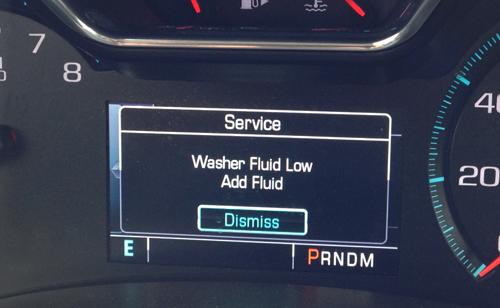 7
8
Service
Washer Fluid Low
Add Fluid
Dismiss
E
PRNDM
40
20